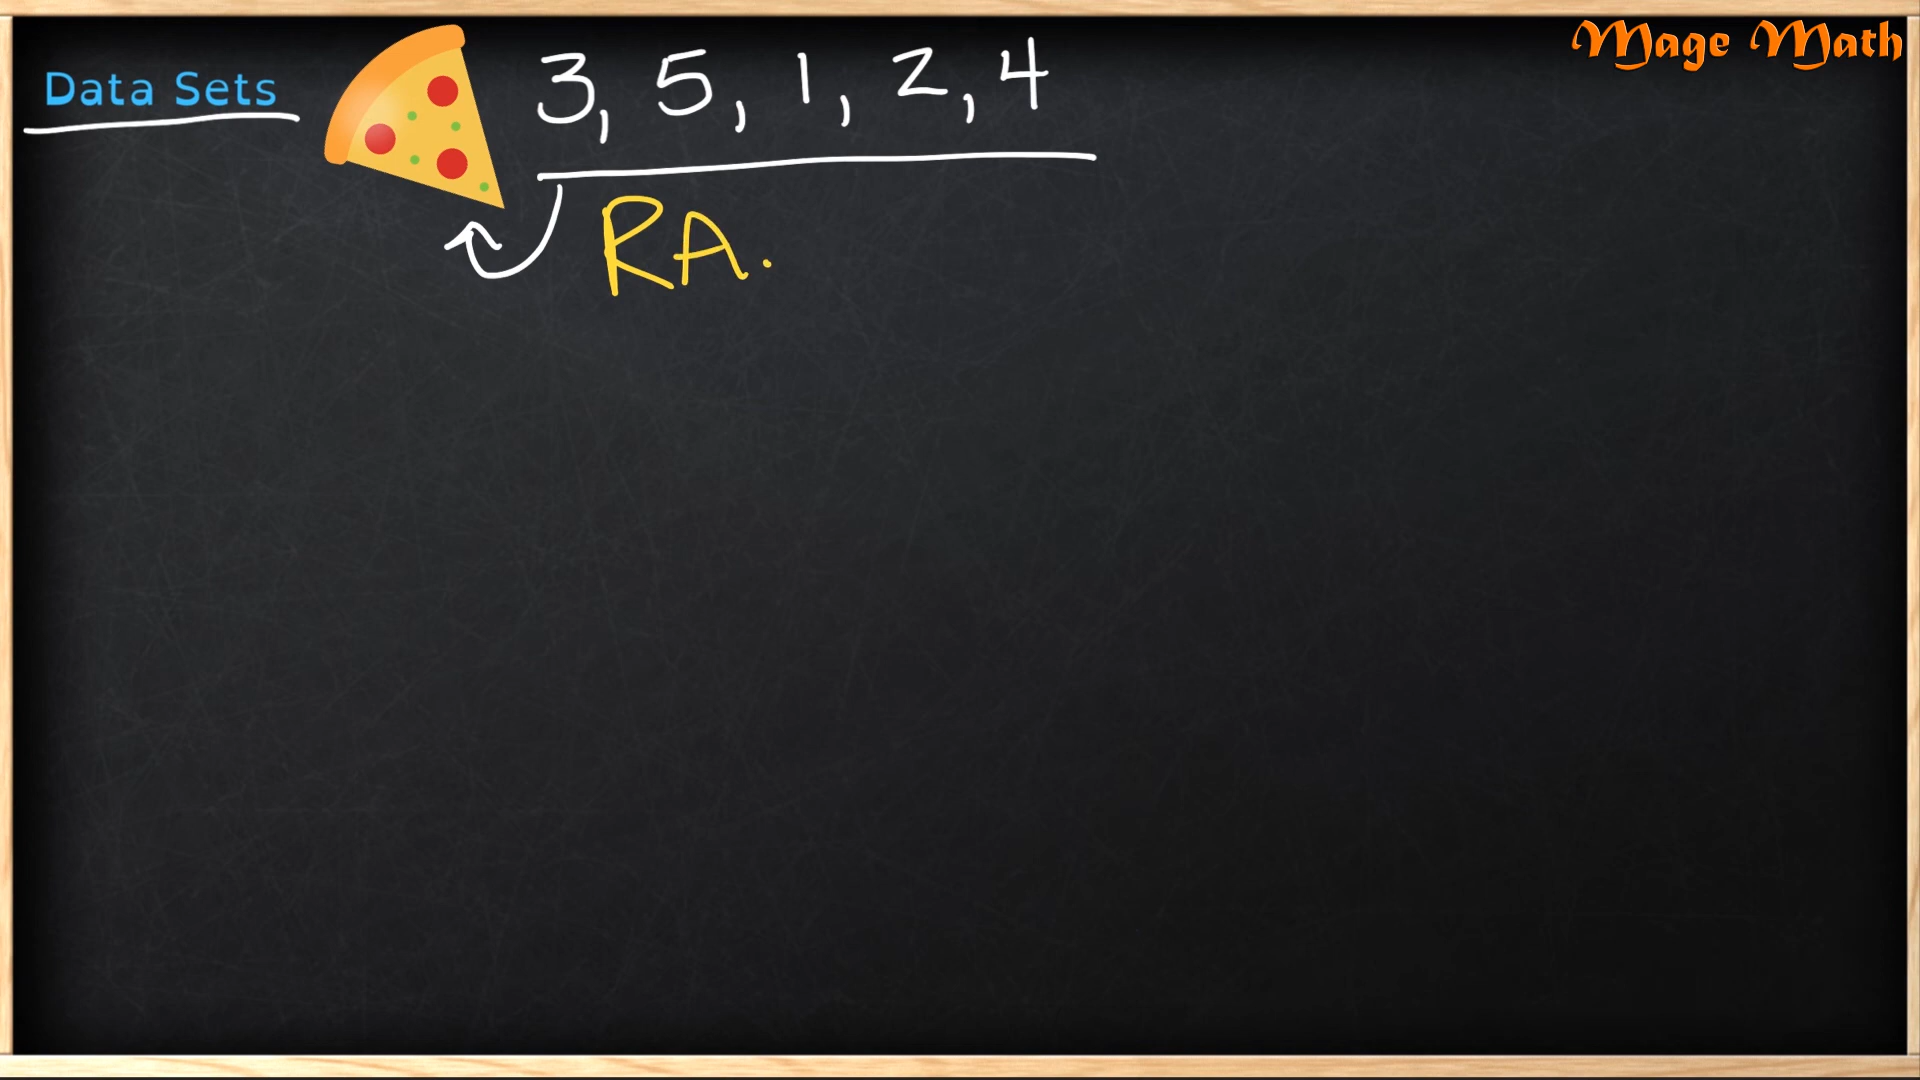 Data Sets
3, 5, 1, 2, 4
Mage Math
RA.